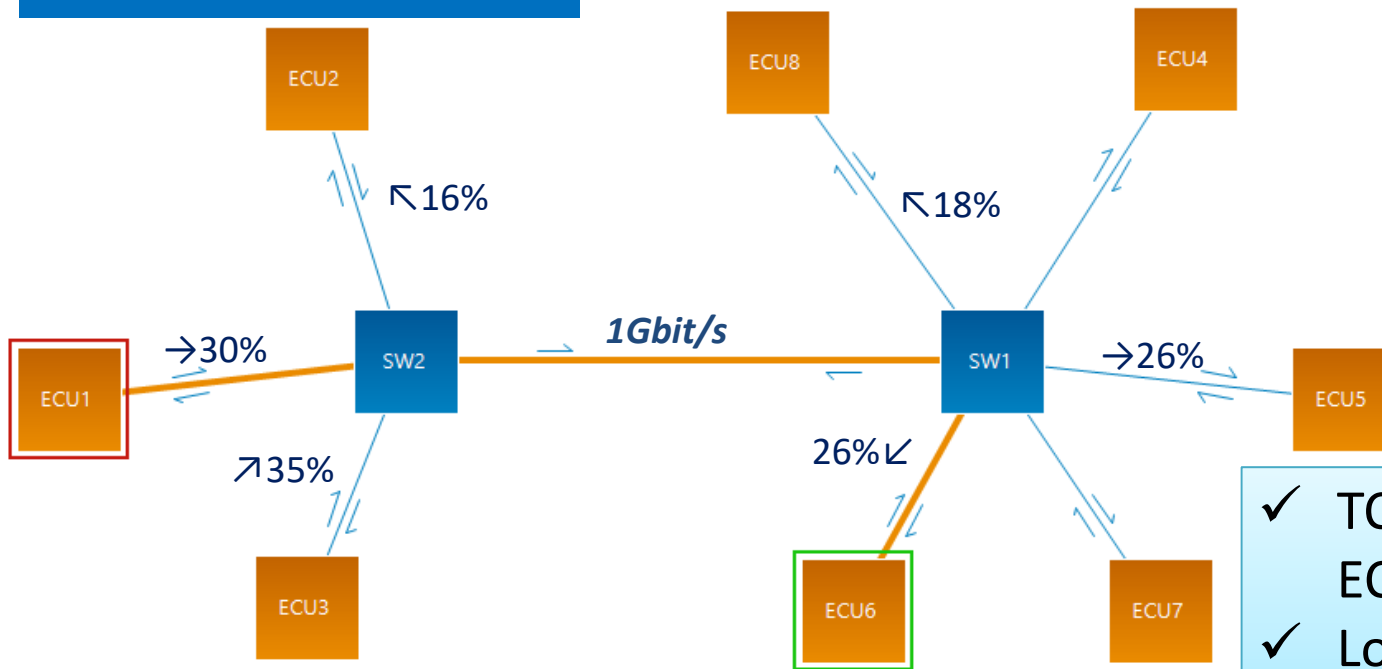 ECU2
ECU8
ECU4
↖16%
↖18%
1Gbit/s
→30%
SW2
SW1
→26%
ECU1
ECU5
↗35%
26%↙
ECU3
ECU6
ECU7
✓
✓